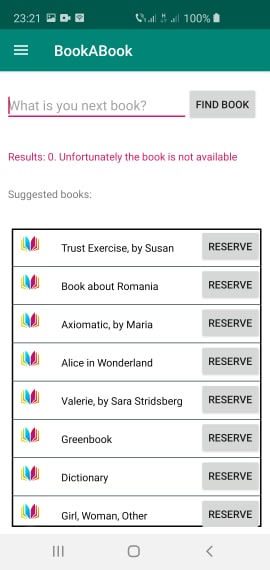 23:21 100%
BookABook
What is you next book? FIND BOOK
Results: 0. Unfortunately the book is not available
Suggested books:
Trust Exercise, by Susan RESERVE
Book about Romania RESERVE
Axiomatic, by Maria RESERVE
Alice in Wonderland RESERVE
Valerie, by Sara Stridsberg RESERVE
Greenbook RESERVE
Dictionary RESERVE
Girl, Woman, Other RESERVE